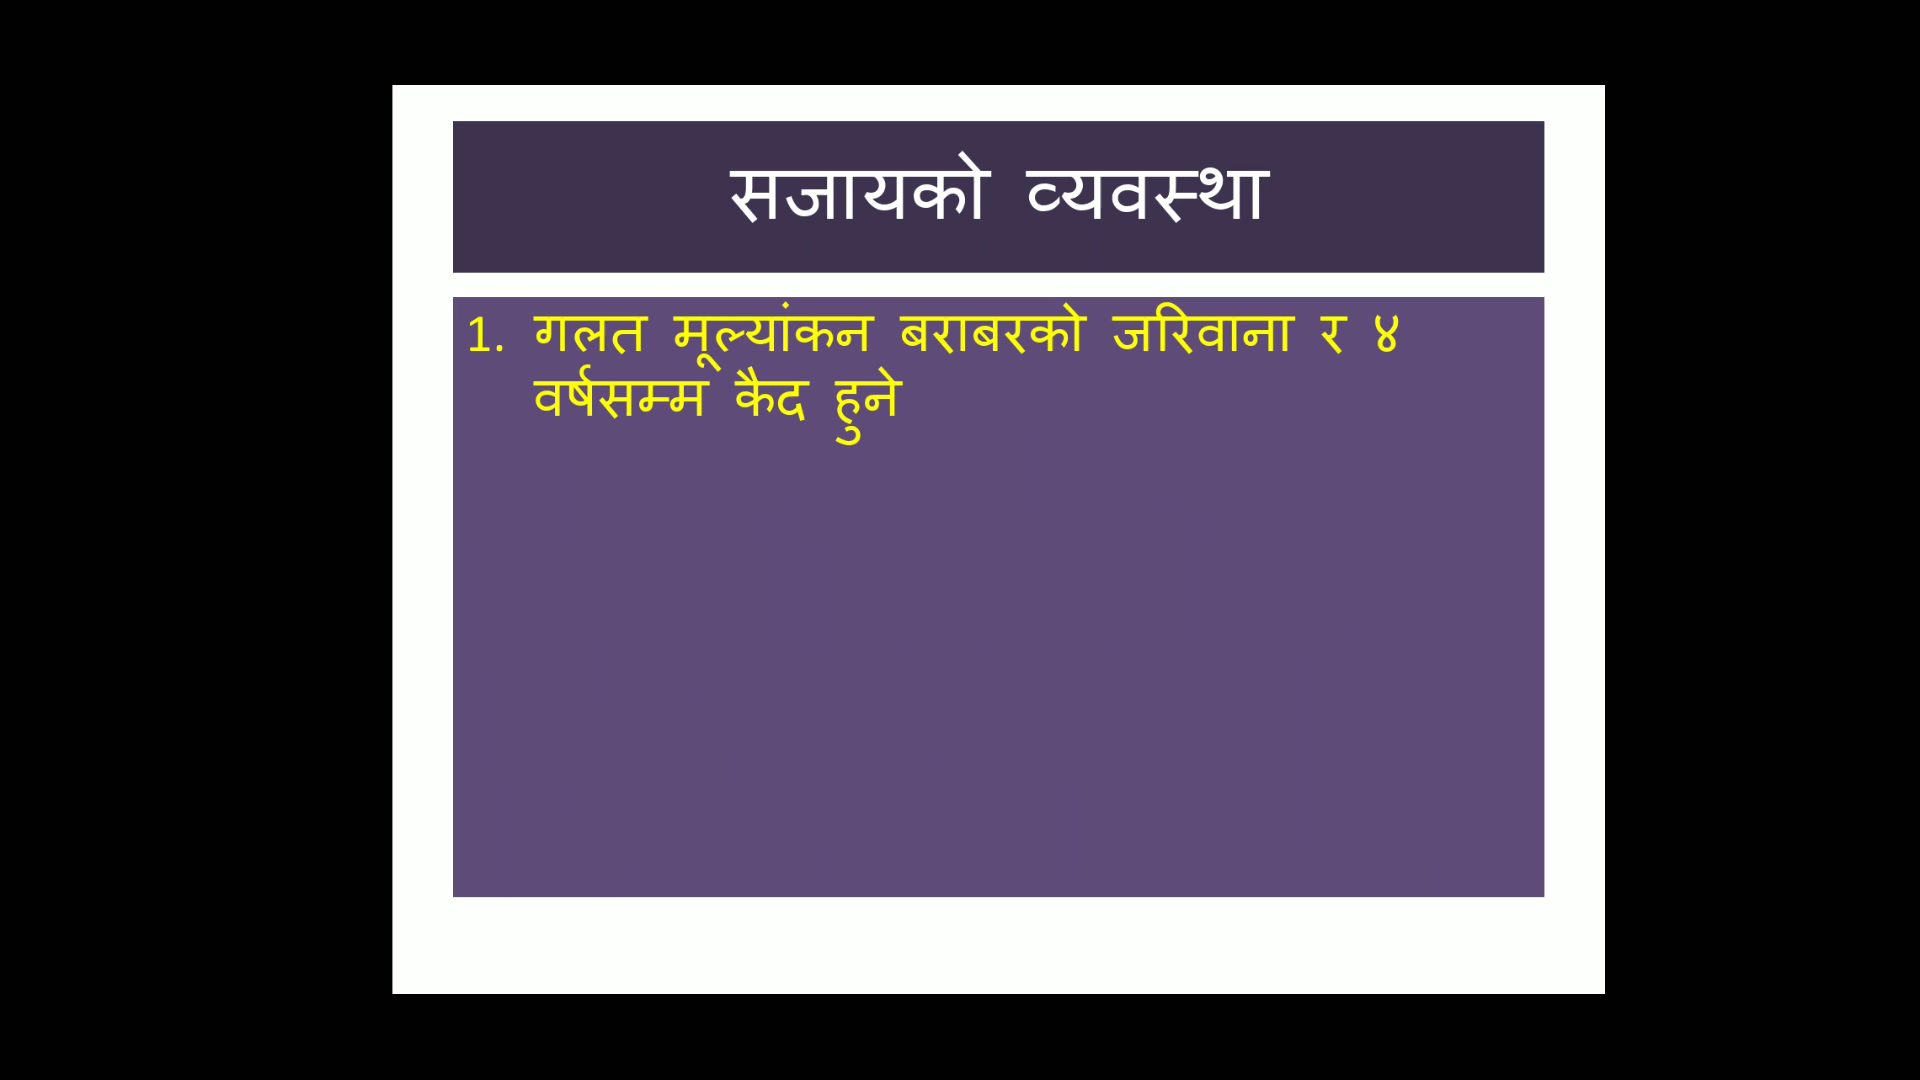 सजायको व्यवस्था
1. गलत मूल्यांकन बराबरको जरिवाना र ४
वर्षसम्म कैद हुने